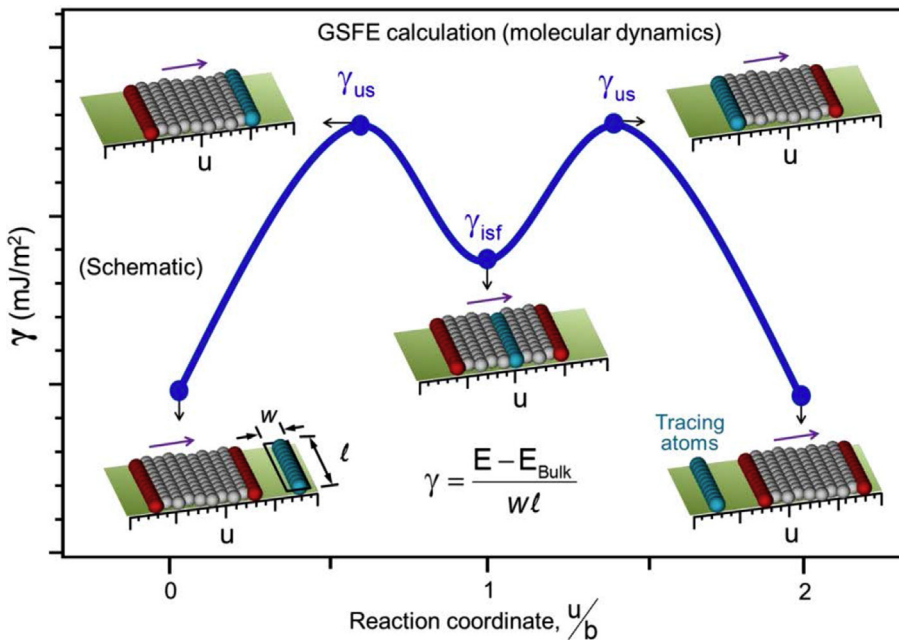 GSFE calculation (molecular dynamics)
γus
γus
u
u
γisf
(Schematic)
γ (mJ/m²)
u
Tracing
atoms
w
ℓ
γ = E − EBulk / wℓ
u
u
0
1
2
Reaction coordinate, u/b